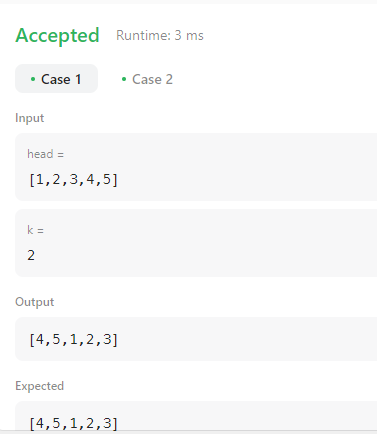 Accepted Runtime: 3 ms
• Case 1 • Case 2
Input
head =
[1,2,3,4,5]
k =
2
Output
[4,5,1,2,3]
Expected
[4,5,1,2,3]